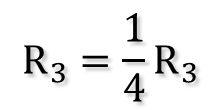 R₃ = 1/4 R₃